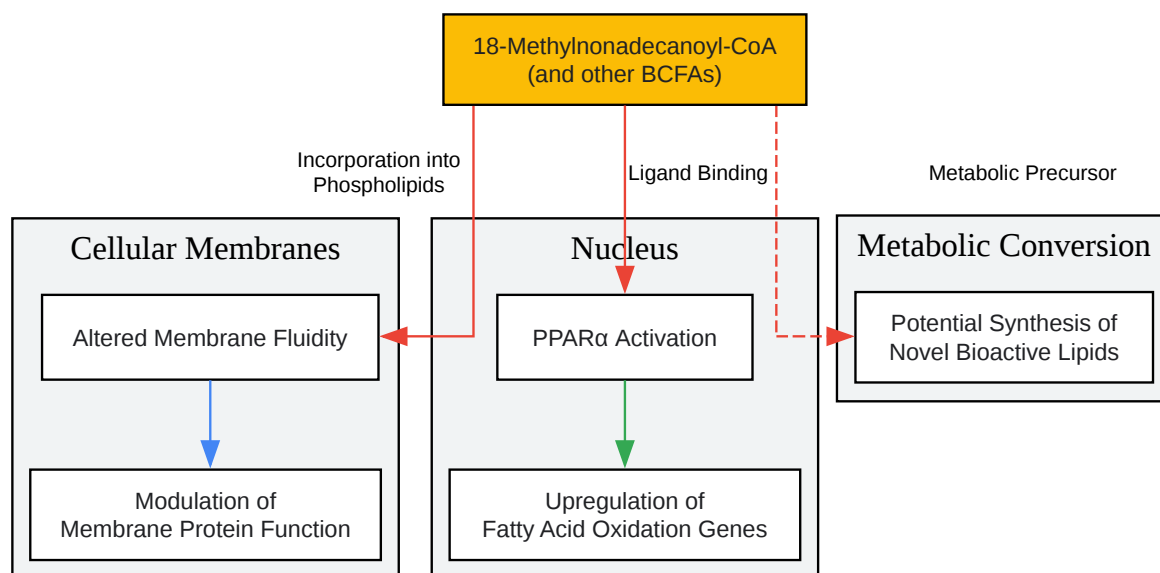 18-Methylnonadecanoyl-CoA
(and other BCFAs)
Incorporation into
Phospholipids
Ligand Binding
Metabolic Precursor
Cellular Membranes
Nucleus
Metabolic Conversion
Altered Membrane Fluidity
PPARα Activation
Potential Synthesis of
Novel Bioactive Lipids
Modulation of
Membrane Protein Function
Upregulation of
Fatty Acid Oxidation Genes